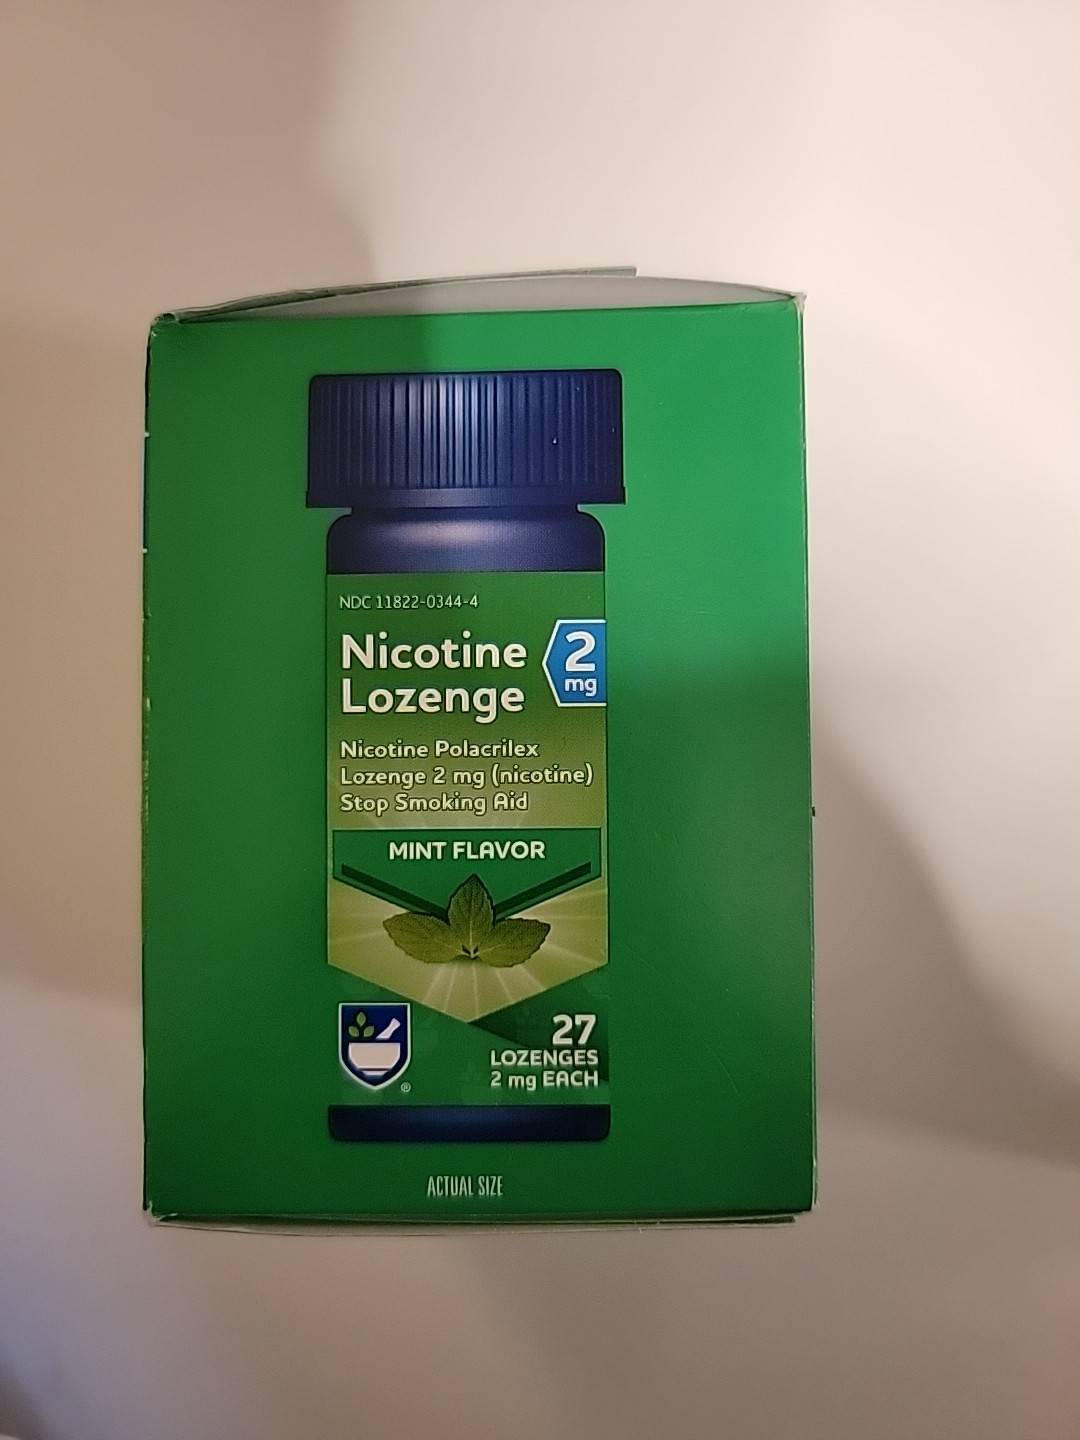 NDC 11822-0344-4
Nicotine
Lozenge
2
mg
Nicotine Polacrilex
Lozenge 2 mg (nicotine)
Stop Smoking Aid
MINT FLAVOR
27
LOZENGES
2 mg EACH
®
ACTUAL SIZE